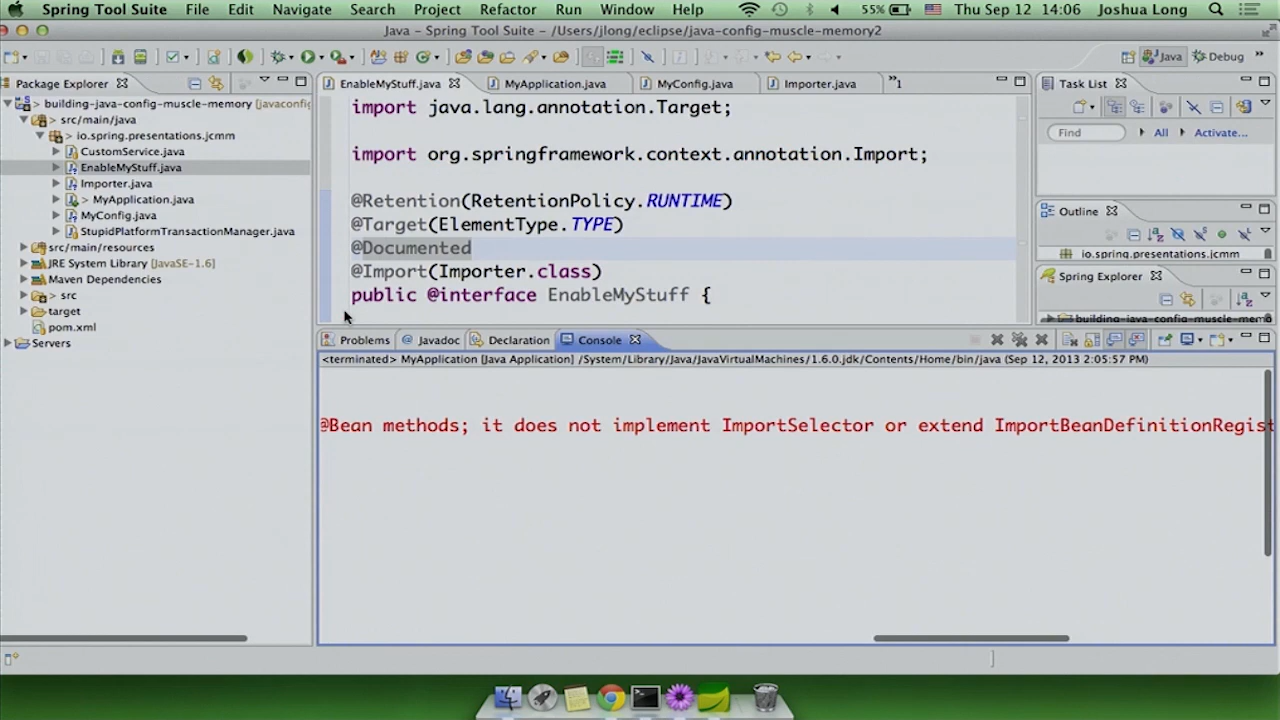 Spring Tool Suite File Edit Navigate Search Project Refactor Run Window Help 55% Thu Sep 12 14:06 Joshua Long
Java – Spring Tool Suite – /Users/jlong/eclipse/java-config-muscle-memory2
Java Debug
Package Explorer
> building-java-config-muscle-memory (javaconfig
> src/main/java
> io.spring.presentations.jcmm
CustomService.java
EnableMyStuff.java
Importer.java
> MyApplication.java
MyConfig.java
StupidPlatformTransactionManager.java
src/main/resources
JRE System Library [JavaSE-1.6]
Maven Dependencies
> src
target
pom.xml
Servers
EnableMyStuff.java MyApplication.java MyConfig.java Importer.java »1
import java.lang.annotation.Target;
import org.springframework.context.annotation.Import;
@Retention(RetentionPolicy.RUNTIME)
@Target(ElementType.TYPE)
@Documented
@Import(Importer.class)
public @interface EnableMyStuff {
Problems @ Javadoc Declaration Console
<terminated> MyApplication [Java Application] /System/Library/Java/JavaVirtualMachines/1.6.0.jdk/Contents/Home/bin/java (Sep 12, 2013 2:05:57 PM)
@Bean methods; it does not implement ImportSelector or extend ImportBeanDefinitionRegist
Task List
Find All Activate...
Outline
io.spring.presentations.jcmm
Spring Explorer
building-java-config-muscle-memo